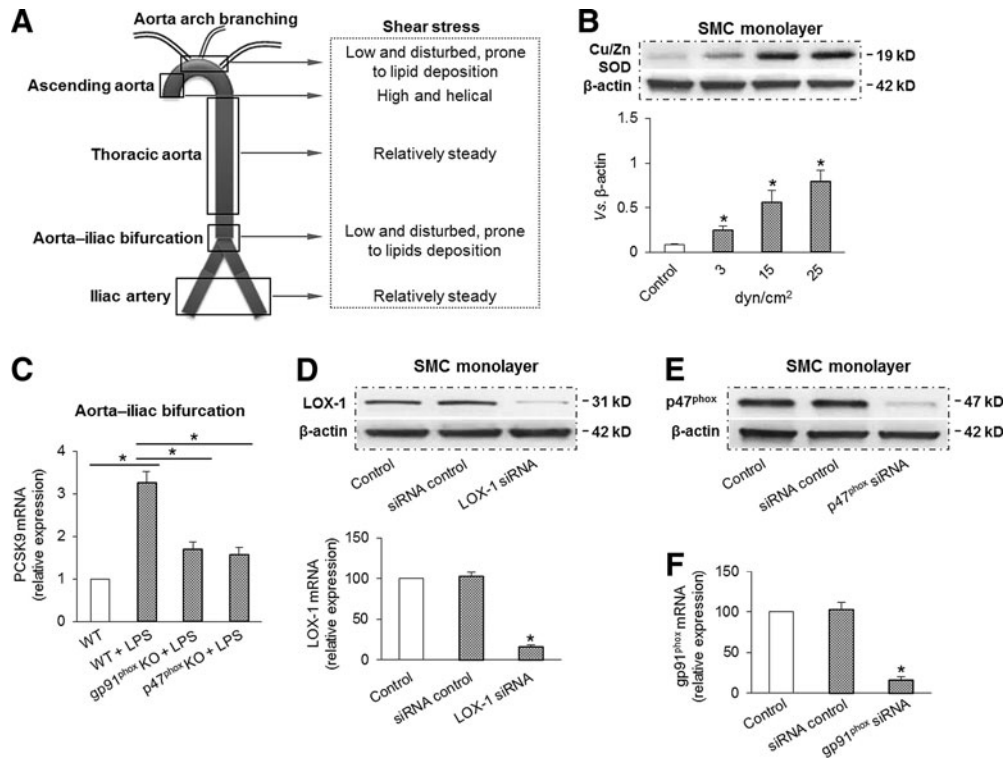 A
Aorta arch branching
Shear stress
Low and disturbed, prone
to lipid deposition
Ascending aorta
High and helical
Thoracic aorta
Relatively steady
Aorta–iliac bifurcation
Low and disturbed, prone
to lipids deposition
Iliac artery
Relatively steady
B
SMC monolayer
Cu/Zn
SOD
19 kD
β-actin
42 kD
Vs. β-actin
1.5
1
0.5
0
*
*
*
Control
3
15
25
dyn/cm²
C
Aorta–iliac bifurcation
PCSK9 mRNA
(relative expression)
4
3
2
1
0
*
*
*
WT
WT + LPS
gp91phox KO + LPS
p47phox KO + LPS
D
SMC monolayer
LOX-1
31 kD
β-actin
42 kD
Control
siRNA control
LOX-1 siRNA
LOX-1 mRNA
(relative expression)
150
100
50
0
*
Control
siRNA control
LOX-1 siRNA
E
SMC monolayer
p47phox
47 kD
β-actin
42 kD
Control
siRNA control
p47phox siRNA
F
gp91phox mRNA
(relative expression)
150
100
50
0
*
Control
siRNA control
gp91phox siRNA